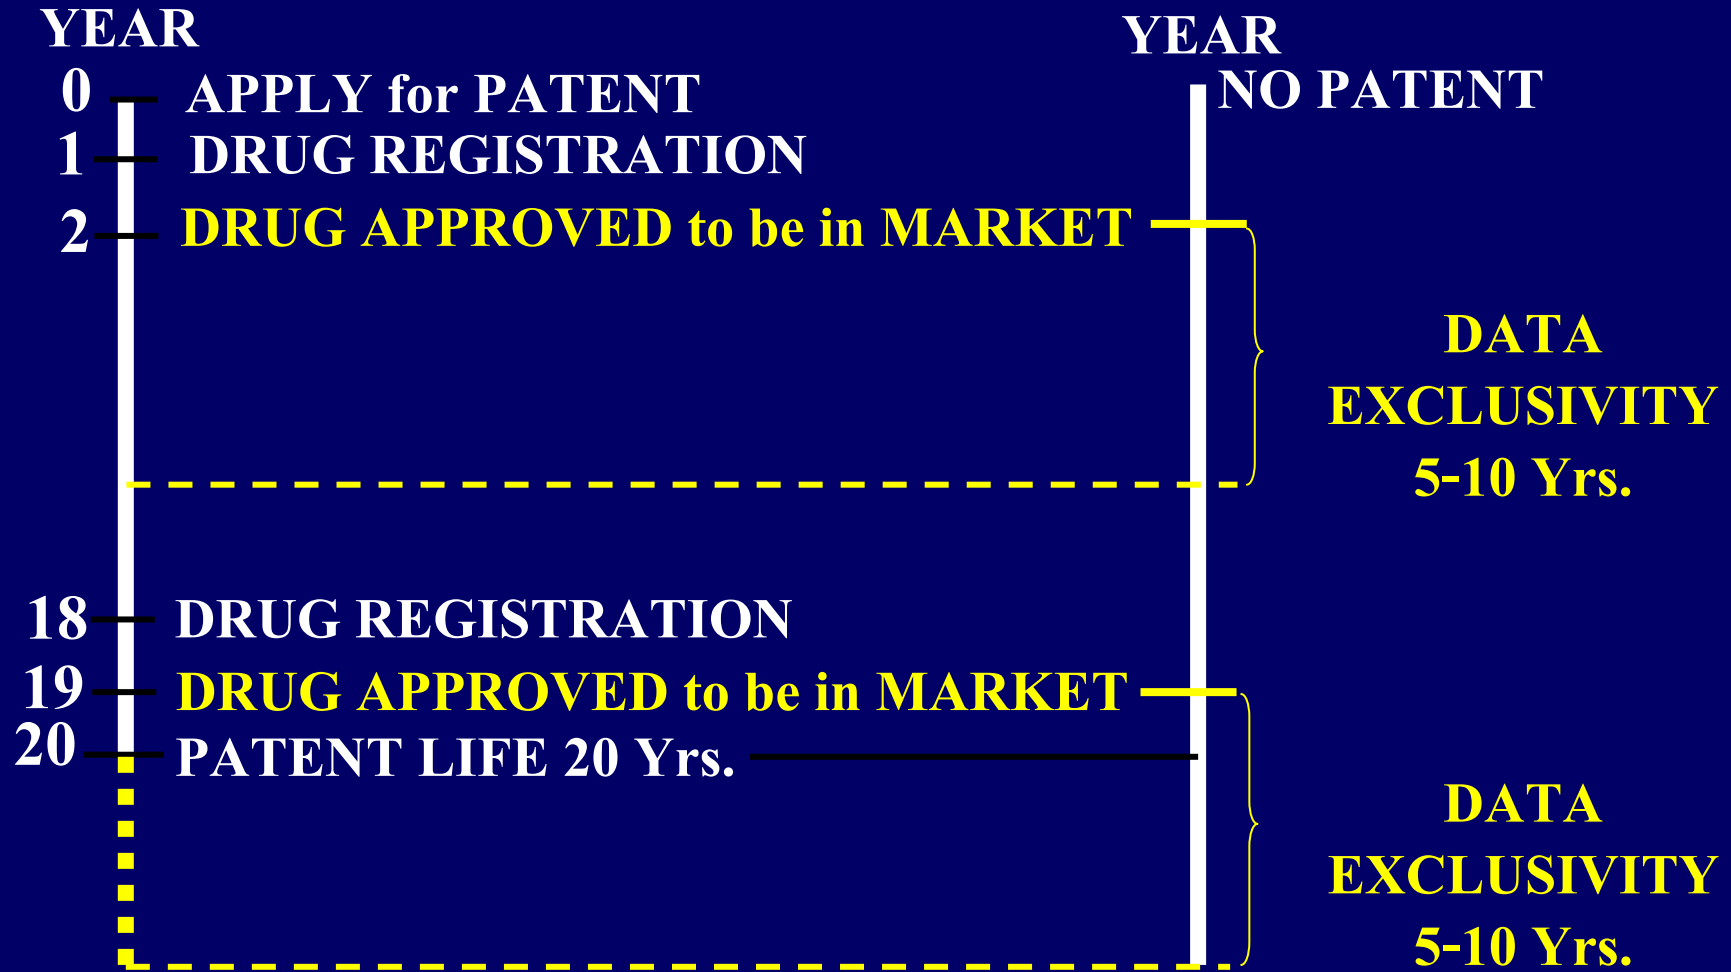 YEAR
YEAR
0 APPLY for PATENT
NO PATENT
1 DRUG REGISTRATION
2 DRUG APPROVED to be in MARKET
DATA
EXCLUSIVITY
5-10 Yrs.
18 DRUG REGISTRATION
19 DRUG APPROVED to be in MARKET
20 PATENT LIFE 20 Yrs.
DATA
EXCLUSIVITY
5-10 Yrs.